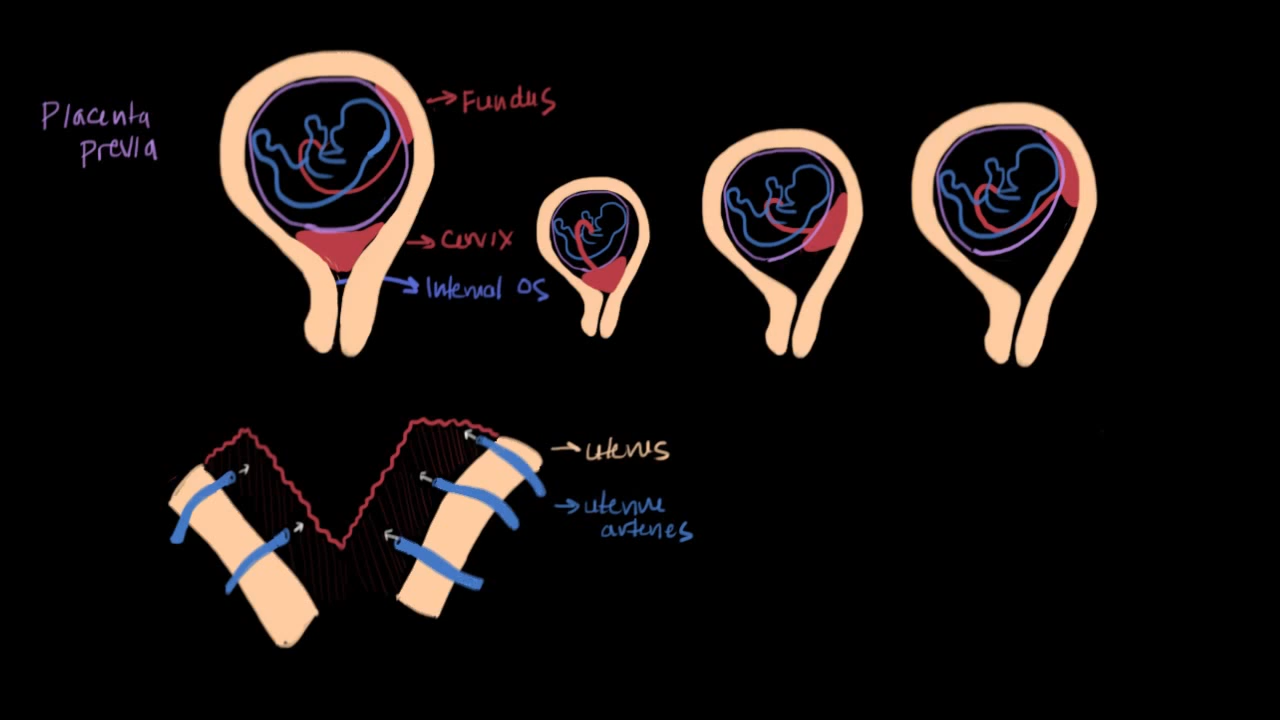 Placenta
previa
Fundus
Cervix
Internal OS
uterus
uterine
arteries